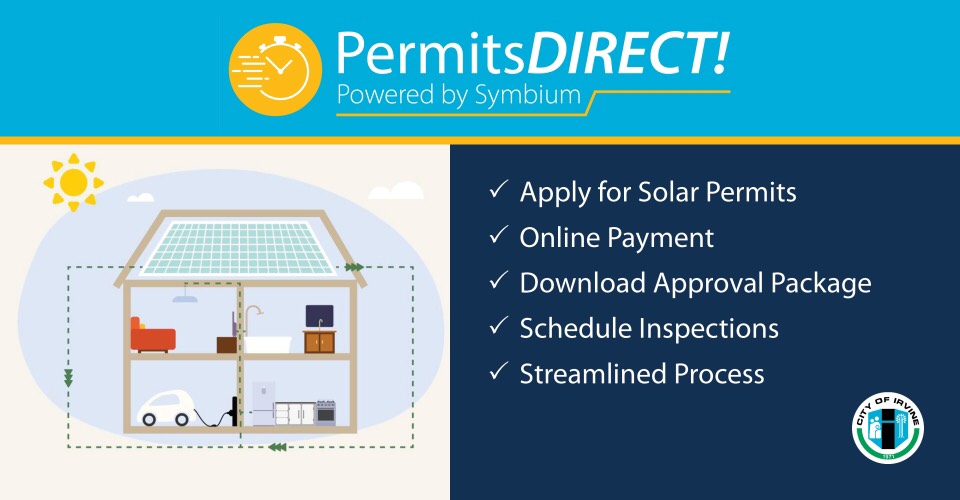 PermitsDIRECT!
Powered by Symbium
Apply for Solar Permits
Online Payment
Download Approval Package
Schedule Inspections
Streamlined Process
CITY OF IRVINE
1971